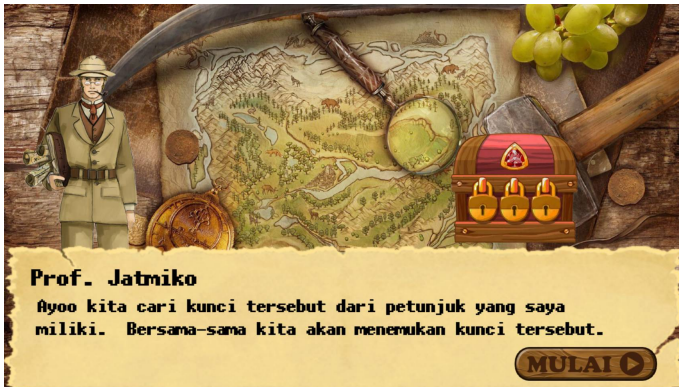 Prof. Jatmiko
Ayoo kita cari kunci tersebut dari petunjuk yang saya
miliki. Bersama-sama kita akan menemukan kunci tersebut.
MULAI